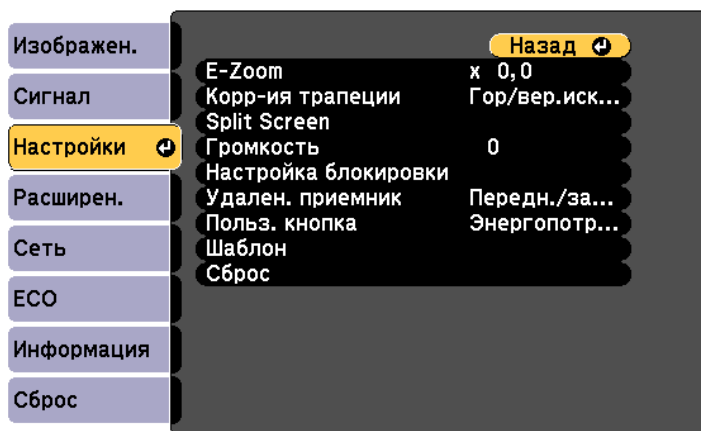 Изображен.
Сигнал
Настройки
Расширен.
Сеть
ECO
Информация
Сброс
Назад
E-Zoom x 0,0
Корр-ия трапеции Гор/вер.иск...
Split Screen
Громкость 0
Настройка блокировки
Удален. приемник Передн./за...
Польз. кнопка Энергопотр...
Шаблон
Сброс